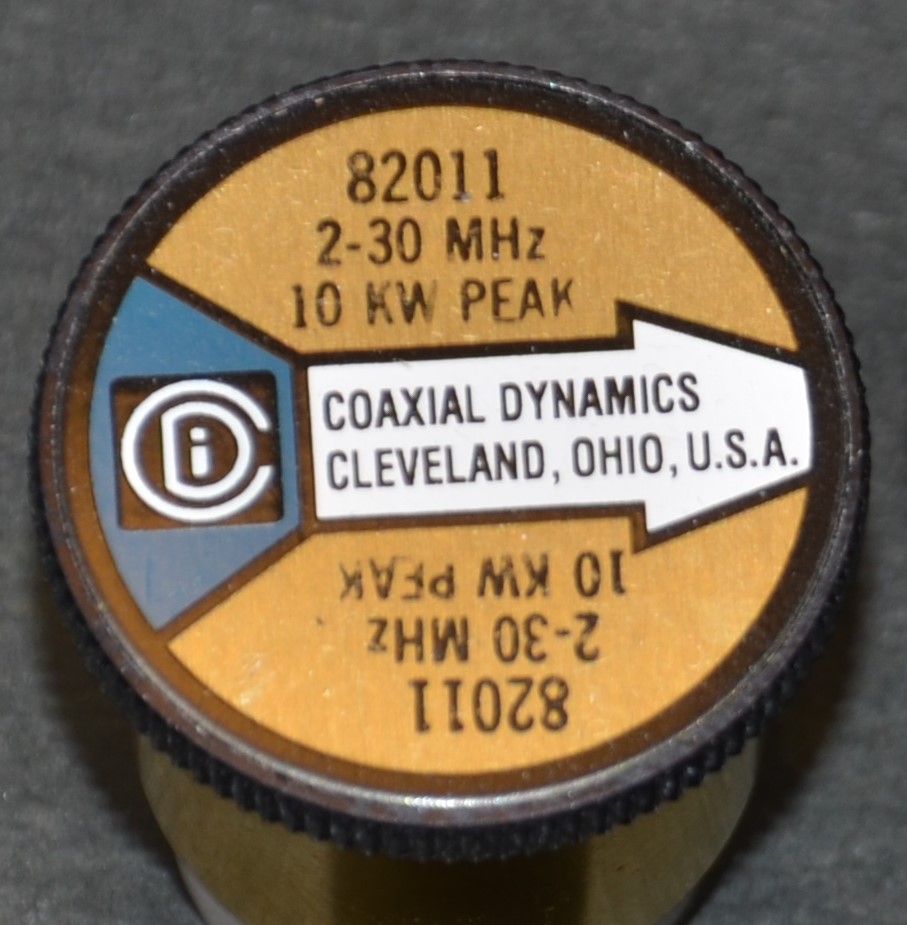 82011
2-30 MHz
10 KW PEAK
CDi
COAXIAL DYNAMICS
CLEVELAND, OHIO, U.S.A.
10 KW PEAK
2-30 MHz
82011